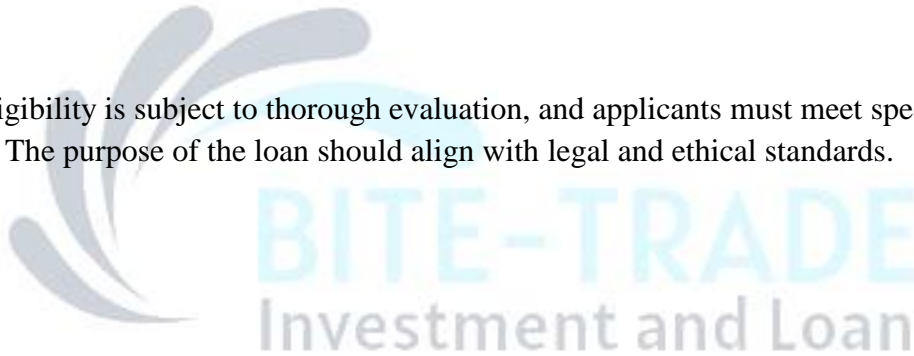 igibility is subject to thorough evaluation, and applicants must meet spe
The purpose of the loan should align with legal and ethical standards.
BITE-TRADE
Investment and Loan